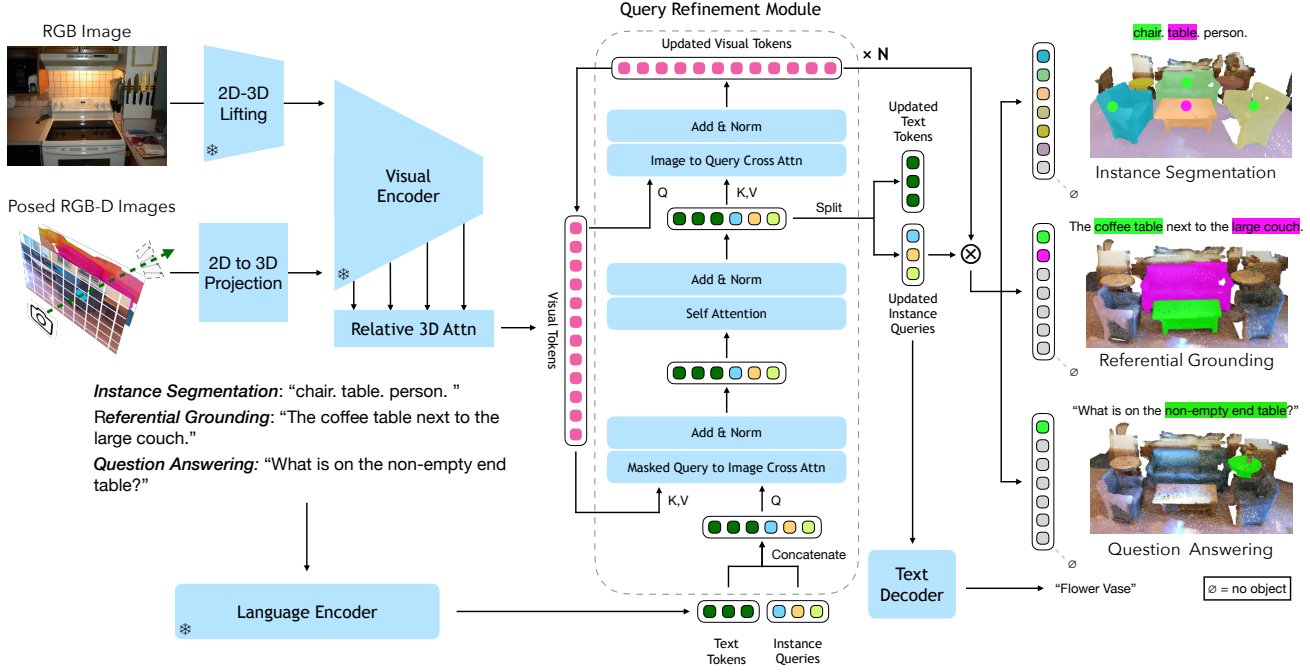 RGB Image
2D-3D
Lifting
❄
Visual
Encoder
❄
Posed RGB-D Images
2D to 3D
Projection
Relative 3D Attn
Instance Segmentation: “chair. table. person. ”
Referential Grounding: “The coffee table next to the
large couch.”
Question Answering: “What is on the non-empty end
table?”
Language Encoder
❄
Query Refinement Module
Updated Visual Tokens
× N
Add & Norm
Image to Query Cross Attn
Q
K,V
Visual Tokens
Add & Norm
Self Attention
Add & Norm
Masked Query to Image Cross Attn
K,V
Q
Concatenate
Text
Tokens
Instance
Queries
Split
Updated
Text
Tokens
⊗
Updated
Instance
Queries
Text
Decoder
“Flower Vase”
chair. table. person.
∅
Instance Segmentation
The coffee table next to the large couch.
∅
Referential Grounding
“What is on the non-empty end table?”
∅
Question Answering
∅ = no object